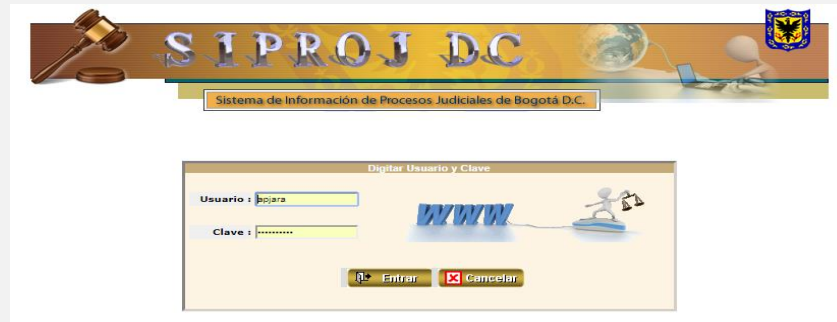 SIPROJ DC
Sistema de Información de Procesos Judiciales de Bogotá D.C.
Digitar Usuario y Clave
Usuario : apjara
WWW
Clave : ••••••••••
Entrar Cancelar